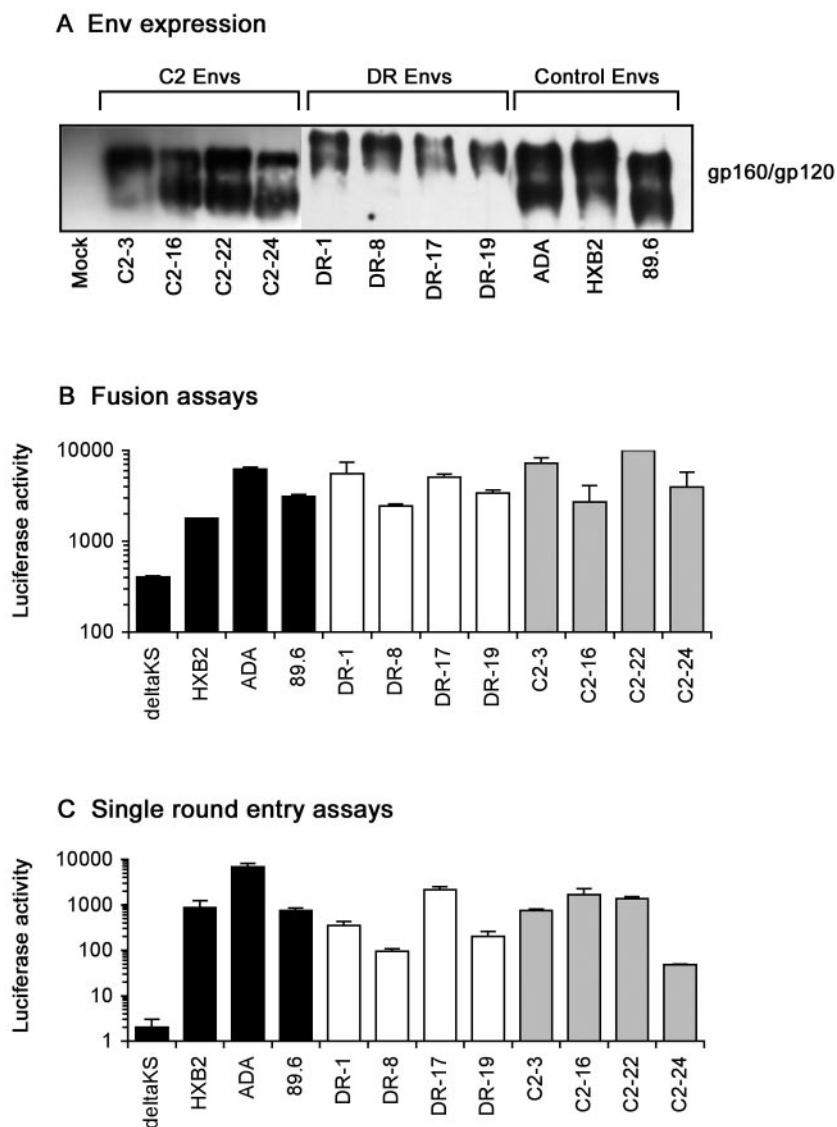 A Env expression
C2 Envs DR Envs Control Envs
gp160/gp120
Mock C2-3 C2-16 C2-22 C2-24 DR-1 DR-8 DR-17 DR-19 ADA HXB2 89.6
B Fusion assays
Luciferase activity
10000
1000
100
deltaKS HXB2 ADA 89.6 DR-1 DR-8 DR-17 DR-19 C2-3 C2-16 C2-22 C2-24
C Single round entry assays
Luciferase activity
10000
1000
100
10
1
deltaKS HXB2 ADA 89.6 DR-1 DR-8 DR-17 DR-19 C2-3 C2-16 C2-22 C2-24